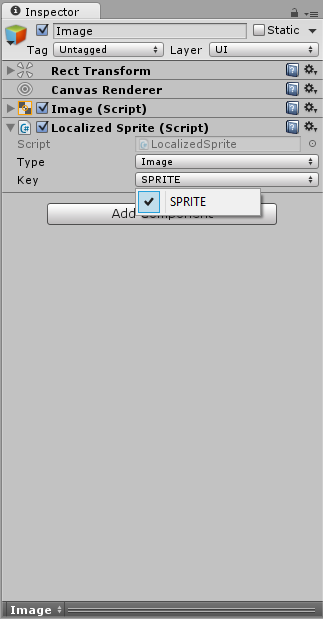 Inspector
Image Static
Tag Untagged Layer UI
Rect Transform
Canvas Renderer
Image (Script)
Localized Sprite (Script)
Script LocalizedSprite
Type Image
Key SPRITE
SPRITE
Add Component
Image